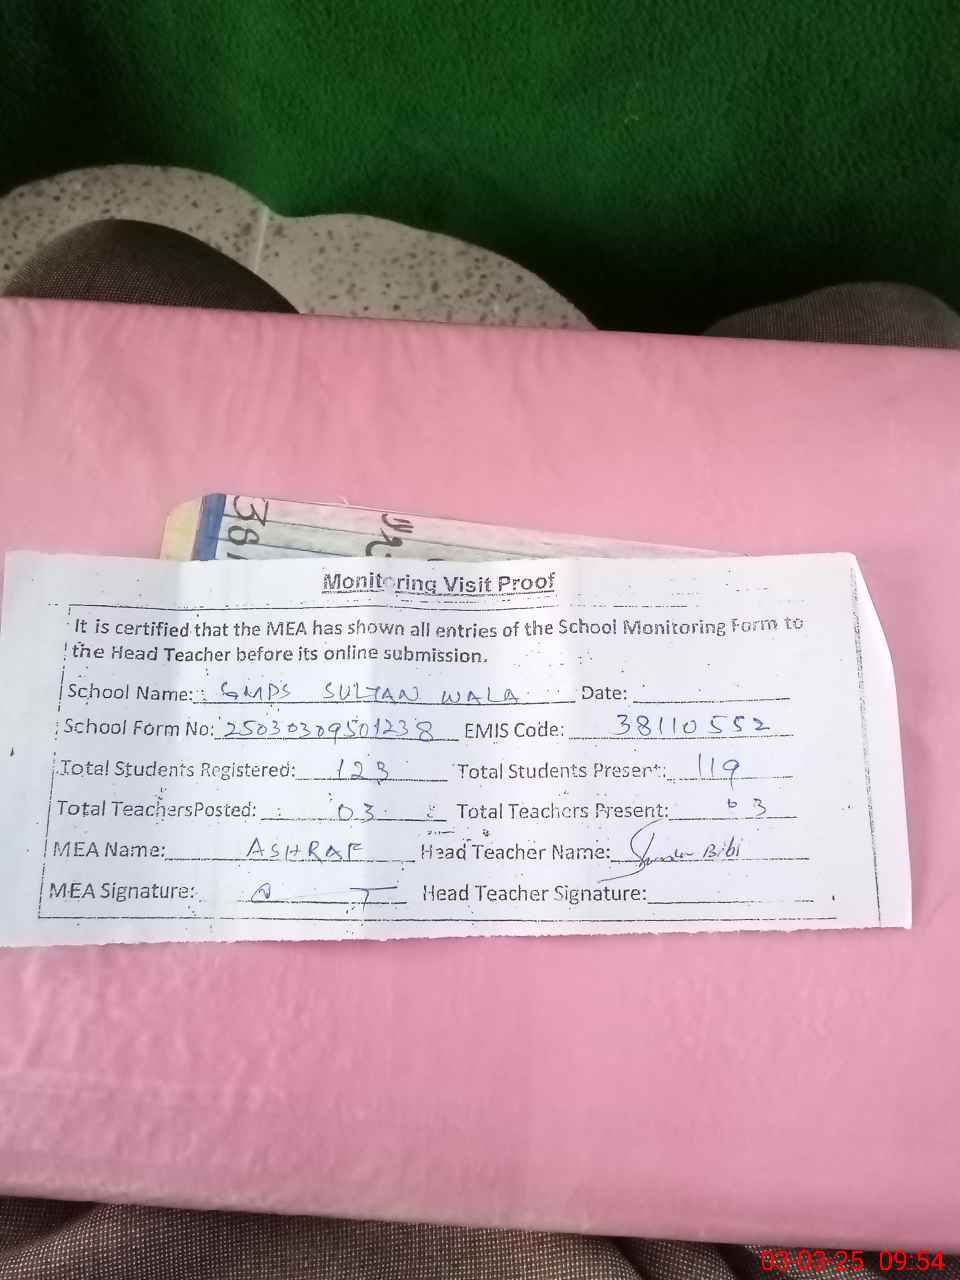 38
Monitoring Visit Proof
It is certified that the MEA has shown all entries of the School Monitoring Form to
the Head Teacher before its online submission.
School Name: GMPS SULTAN WALA Date:
School Form No: 25030309501238 EMIS Code: 38110552
Total Students Registered: 123 Total Students Present: 119
Total TeachersPosted: 03 Total Teachers Present: 03
MEA Name: ASHRAF Head Teacher Name: Bibi
MEA Signature: Head Teacher Signature:
03-03-25 09:54